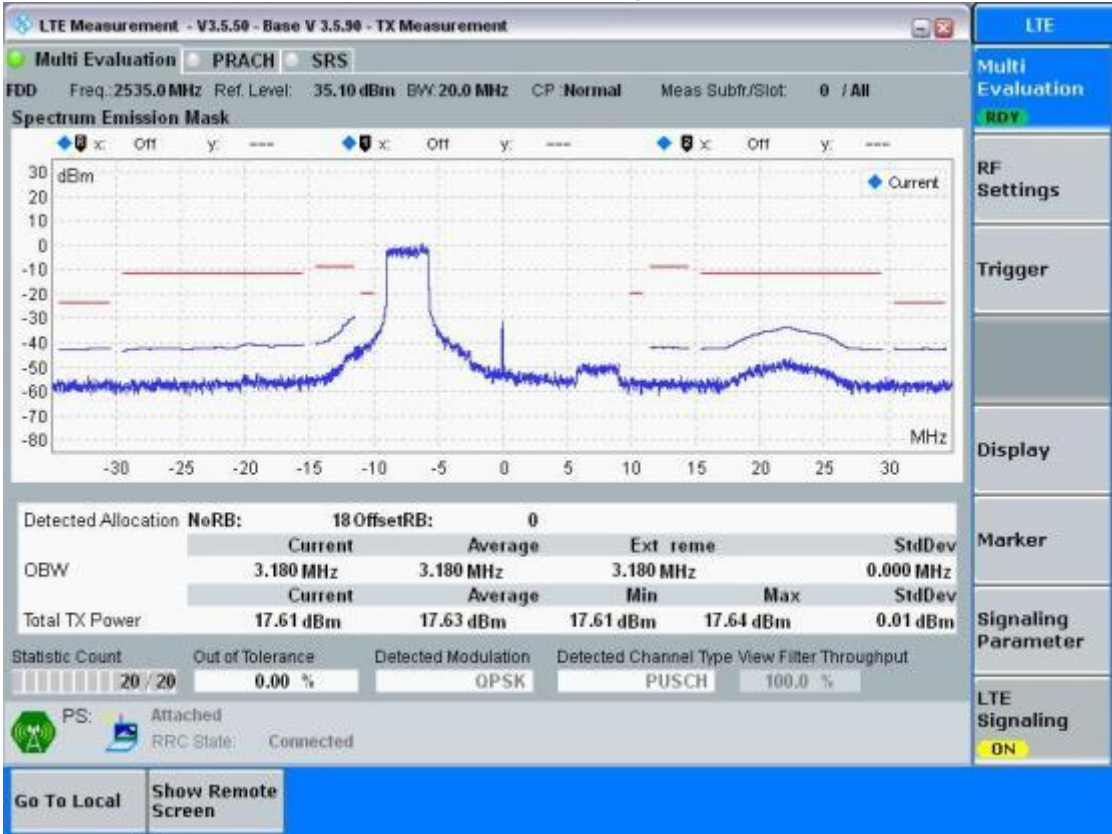 LTE Measurement - V3.5.50 - Base V 3.5.90 - TX Measurement
LTE
Multi Evaluation PRACH SRS
Multi
Evaluation
RDY
FDD Freq.:2535.0 MHz Ref. Level: 35.10 dBm BW:20.0 MHz CP :Normal Meas Subfr./Slot: 0 / All
Spectrum Emission Mask
x: Off y: --- x: Off y: --- x: Off y: ---
30
dBm
Current
20
10
0
-10
-20
-30
-40
-50
-60
-70
-80
MHz
-30 -25 -20 -15 -10 -5 0 5 10 15 20 25 30
RF
Settings
Trigger
Display
Marker
Signaling
Parameter
LTE
Signaling
ON
Detected Allocation NoRB: 18 OffsetRB: 0
Current Average Ext reme StdDev
OBW 3.180 MHz 3.180 MHz 3.180 MHz 0.000 MHz
Current Average Min Max StdDev
Total TX Power 17.61 dBm 17.63 dBm 17.61 dBm 17.64 dBm 0.01 dBm
Statistic Count Out of Tolerance Detected Modulation Detected Channel Type View Filter Throughput
20 / 20 0.00 % QPSK PUSCH 100.0 %
PS: Attached
RRC State: Connected
Go To Local
Show Remote
Screen